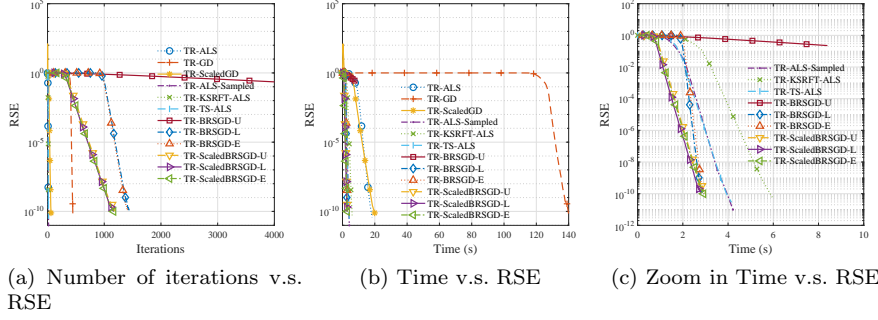 10^5
10^0
10^-5
10^-10
RSE
0
1000
2000
3000
4000
Iterations
TR-ALS
TR-GD
TR-ScaledGD
TR-ALS-Sampled
TR-KSRFT-ALS
TR-TS-ALS
TR-BRSGD-U
TR-BRSGD-L
TR-BRSGD-E
TR-ScaledBRSGD-U
TR-ScaledBRSGD-L
TR-ScaledBRSGD-E
(a) Number of iterations v.s.
RSE
10^5
10^0
10^-5
10^-10
RSE
0
20
40
60
80
100
120
140
Time (s)
TR-ALS
TR-GD
TR-ScaledGD
TR-ALS-Sampled
TR-KSRFT-ALS
TR-TS-ALS
TR-BRSGD-U
TR-BRSGD-L
TR-BRSGD-E
TR-ScaledBRSGD-U
TR-ScaledBRSGD-L
TR-ScaledBRSGD-E
(b) Time v.s. RSE
10^2
10^0
10^-2
10^-4
10^-6
10^-8
10^-10
10^-12
RSE
0
2
4
6
8
10
Time (s)
TR-ALS-Sampled
TR-KSRFT-ALS
TR-TS-ALS
TR-BRSGD-U
TR-BRSGD-L
TR-BRSGD-E
TR-ScaledBRSGD-U
TR-ScaledBRSGD-L
TR-ScaledBRSGD-E
(c) Zoom in Time v.s. RSE